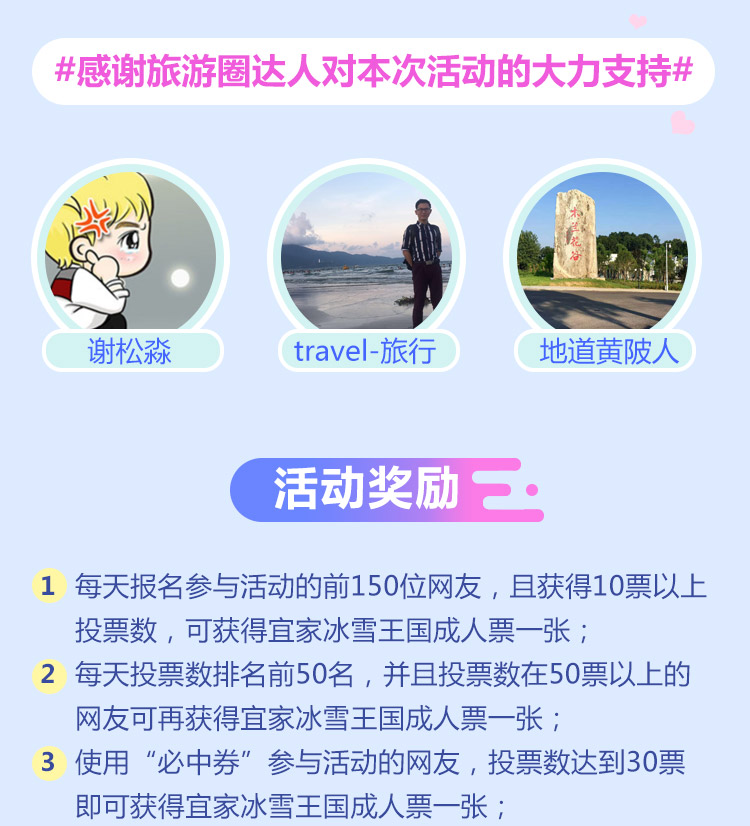 #感谢旅游圈达人对本次活动的大力支持#
木兰花谷
谢松淼
travel-旅行
地道黄陂人
活动奖励
1 每天报名参与活动的前150位网友，且获得10票以上
投票数，可获得宜家冰雪王国成人票一张；
2 每天投票数排名前50名，并且投票数在50票以上的
网友可再获得宜家冰雪王国成人票一张；
3 使用“必中券”参与活动的网友，投票数达到30票
即可获得宜家冰雪王国成人票一张；